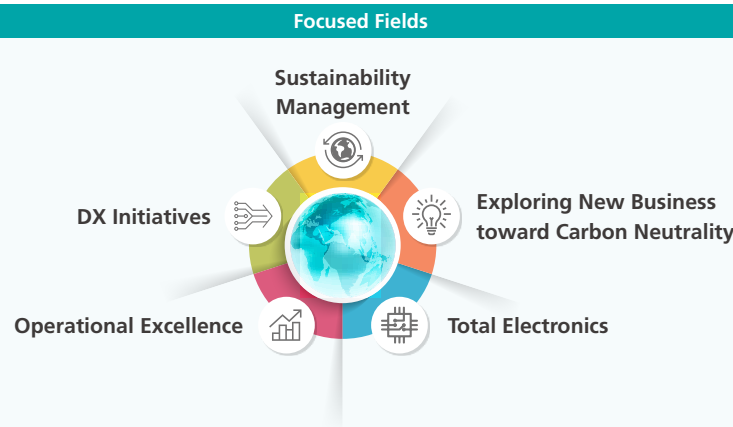 Focused Fields
Sustainability
Management
DX Initiatives
Exploring New Business
toward Carbon Neutrality
Operational Excellence
Total Electronics